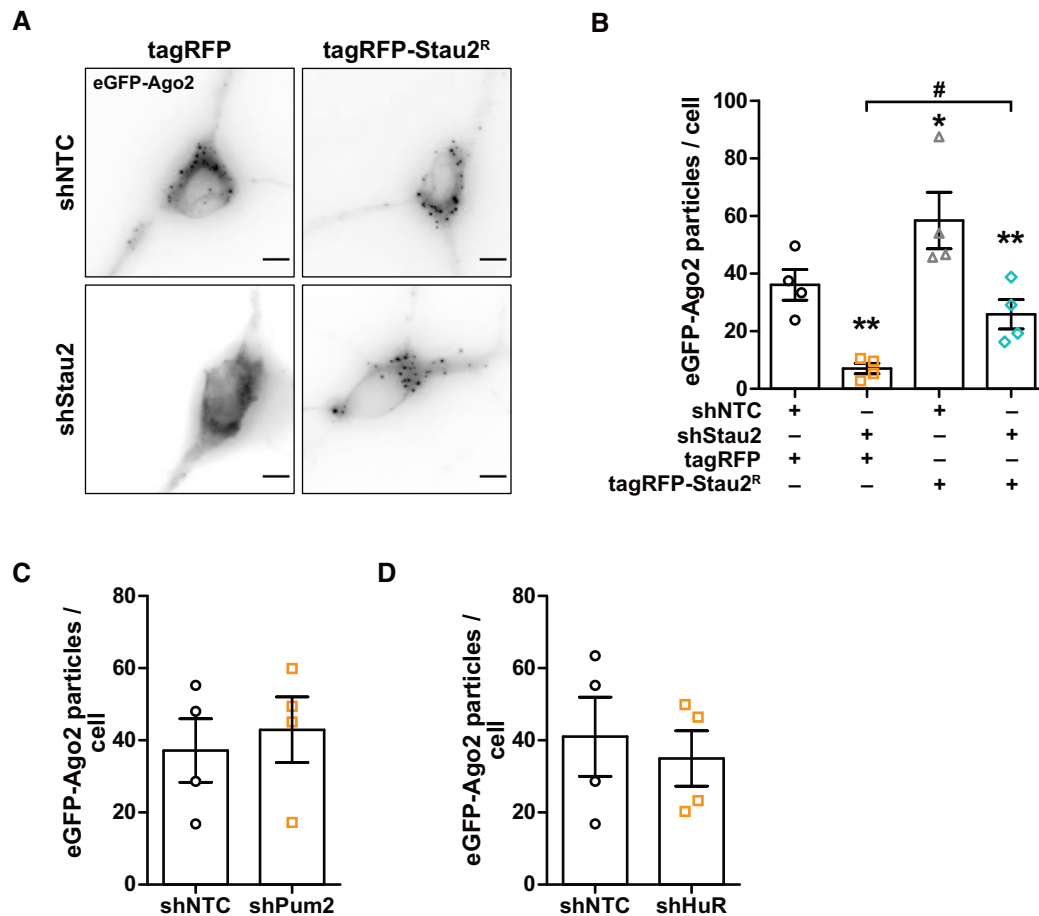 A
tagRFP
tagRFP-Stau2R
eGFP-Ago2
shNTC
shStau2
B
#
*
**
**
eGFP-Ago2 particles / cell
100
80
60
40
20
0
shNTC + – + –
shStau2 – + – +
tagRFP + + – –
tagRFP-Stau2R – – + +
C
eGFP-Ago2 particles /
cell
80
60
40
20
0
shNTC shPum2
D
eGFP-Ago2 particles /
cell
80
60
40
20
0
shNTC shHuR